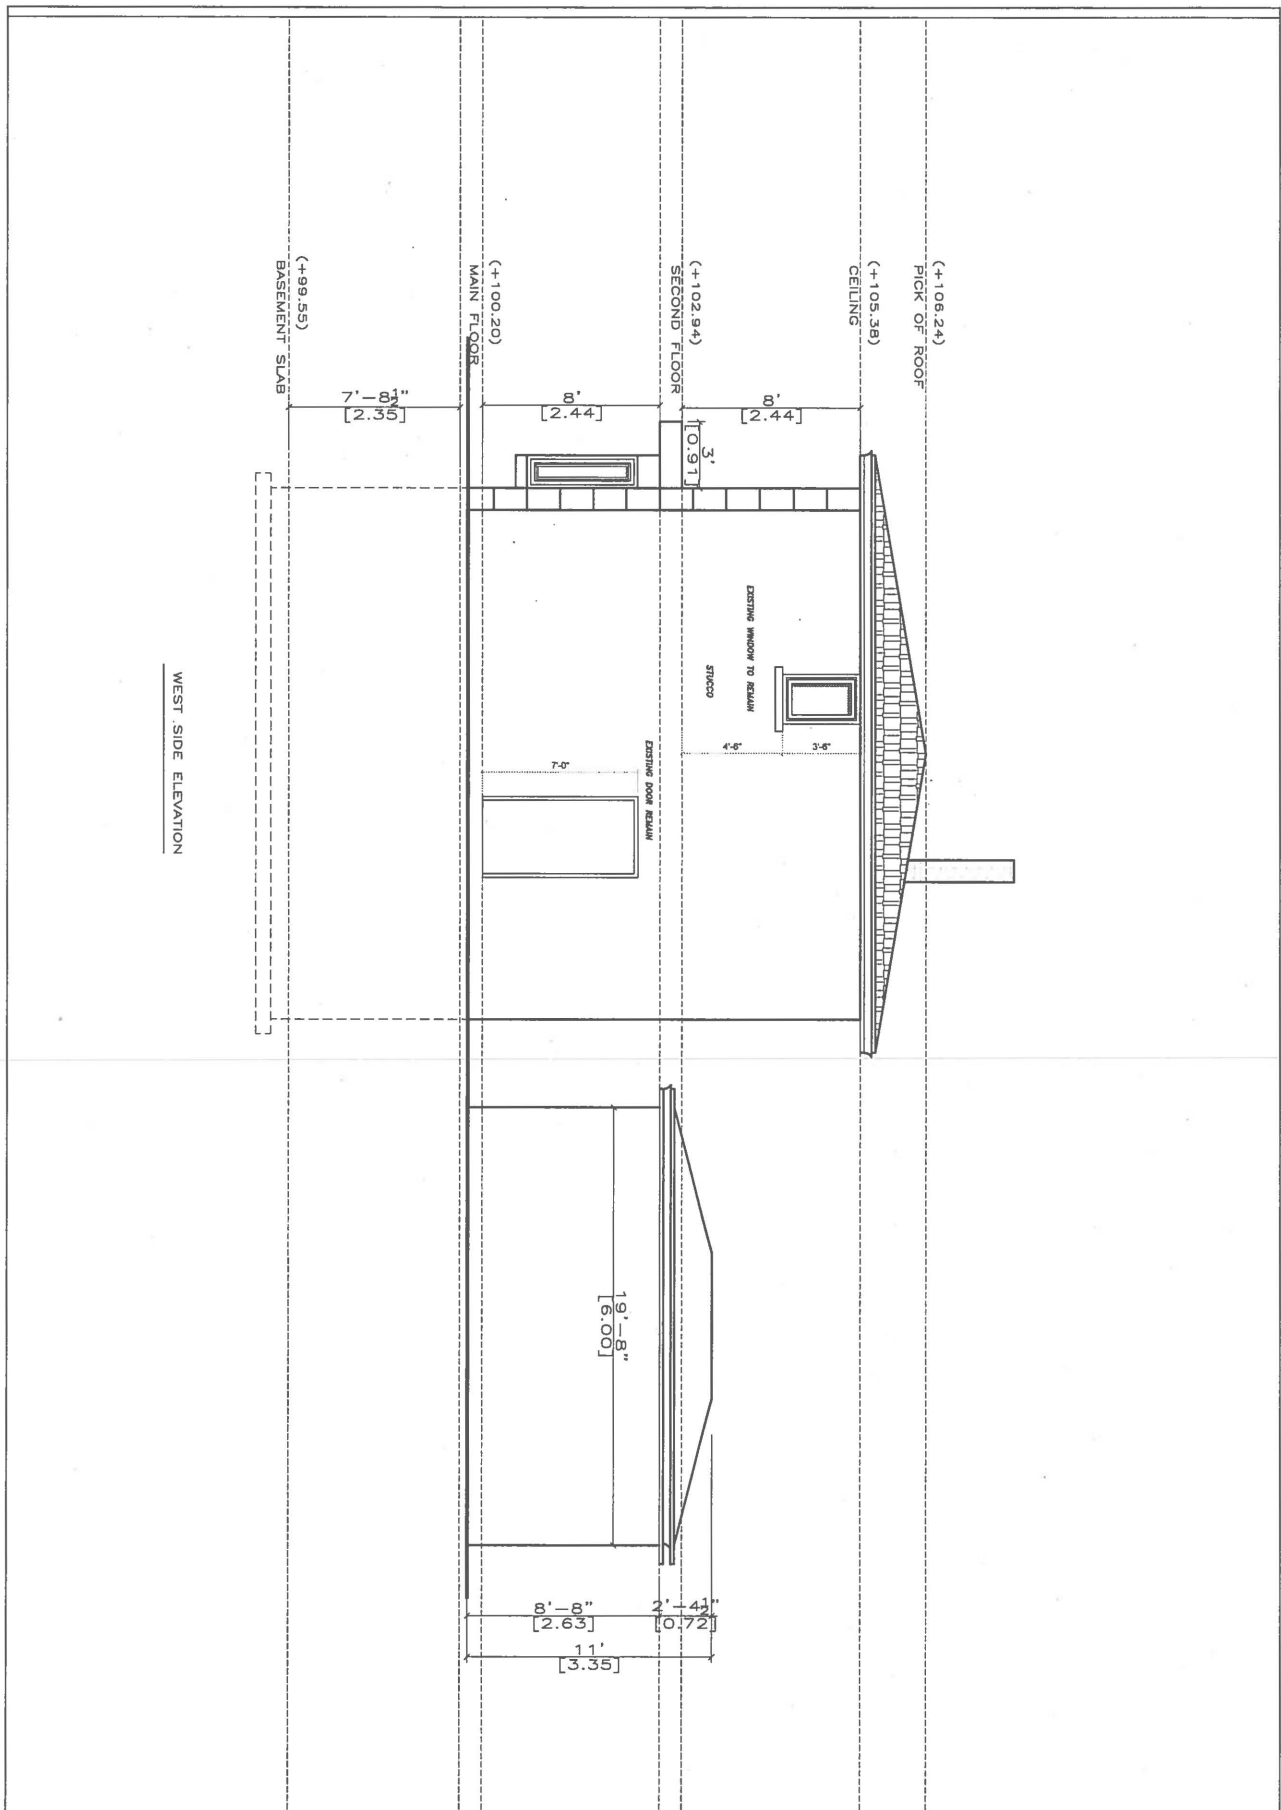 (+106.24)
PICK OF ROOF
(+105.38)
CEILING
(+102.94)
SECOND FLOOR
(+100.20)
MAIN FLOOR
(+99.55)
BASEMENT SLAB
8'
[2.44]
3'
[0.91]
8'
[2.44]
7'-8½"
[2.35]
EXISTING WINDOW TO REMAIN
STUCCO
3'-6"
4'-6"
EXISTING DOOR REMAIN
7'-0"
19'-8"
[6.00]
2'-4½"
[0.72]
8'-8"
[2.63]
11'
[3.35]
WEST SIDE ELEVATION